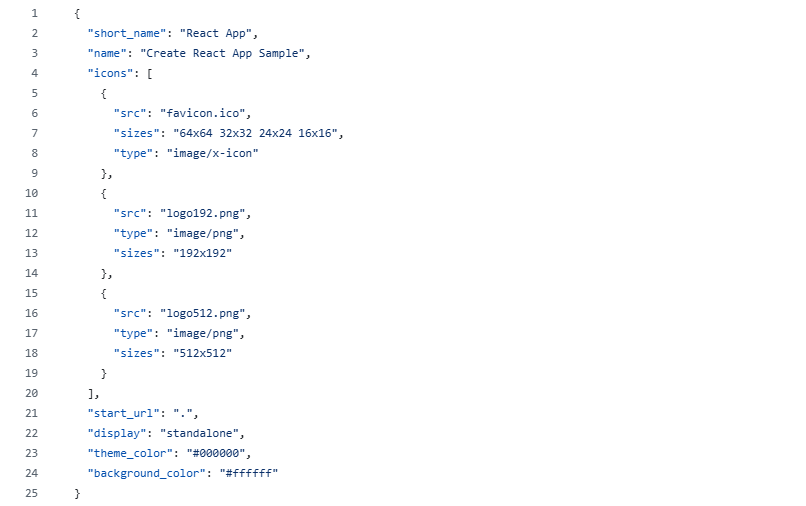 1 {
2 "short_name": "React App",
3 "name": "Create React App Sample",
4 "icons": [
5 {
6 "src": "favicon.ico",
7 "sizes": "64x64 32x32 24x24 16x16",
8 "type": "image/x-icon"
9 },
10 {
11 "src": "logo192.png",
12 "type": "image/png",
13 "sizes": "192x192"
14 },
15 {
16 "src": "logo512.png",
17 "type": "image/png",
18 "sizes": "512x512"
19 }
20 ],
21 "start_url": ".",
22 "display": "standalone",
23 "theme_color": "#000000",
24 "background_color": "#ffffff"
25 }